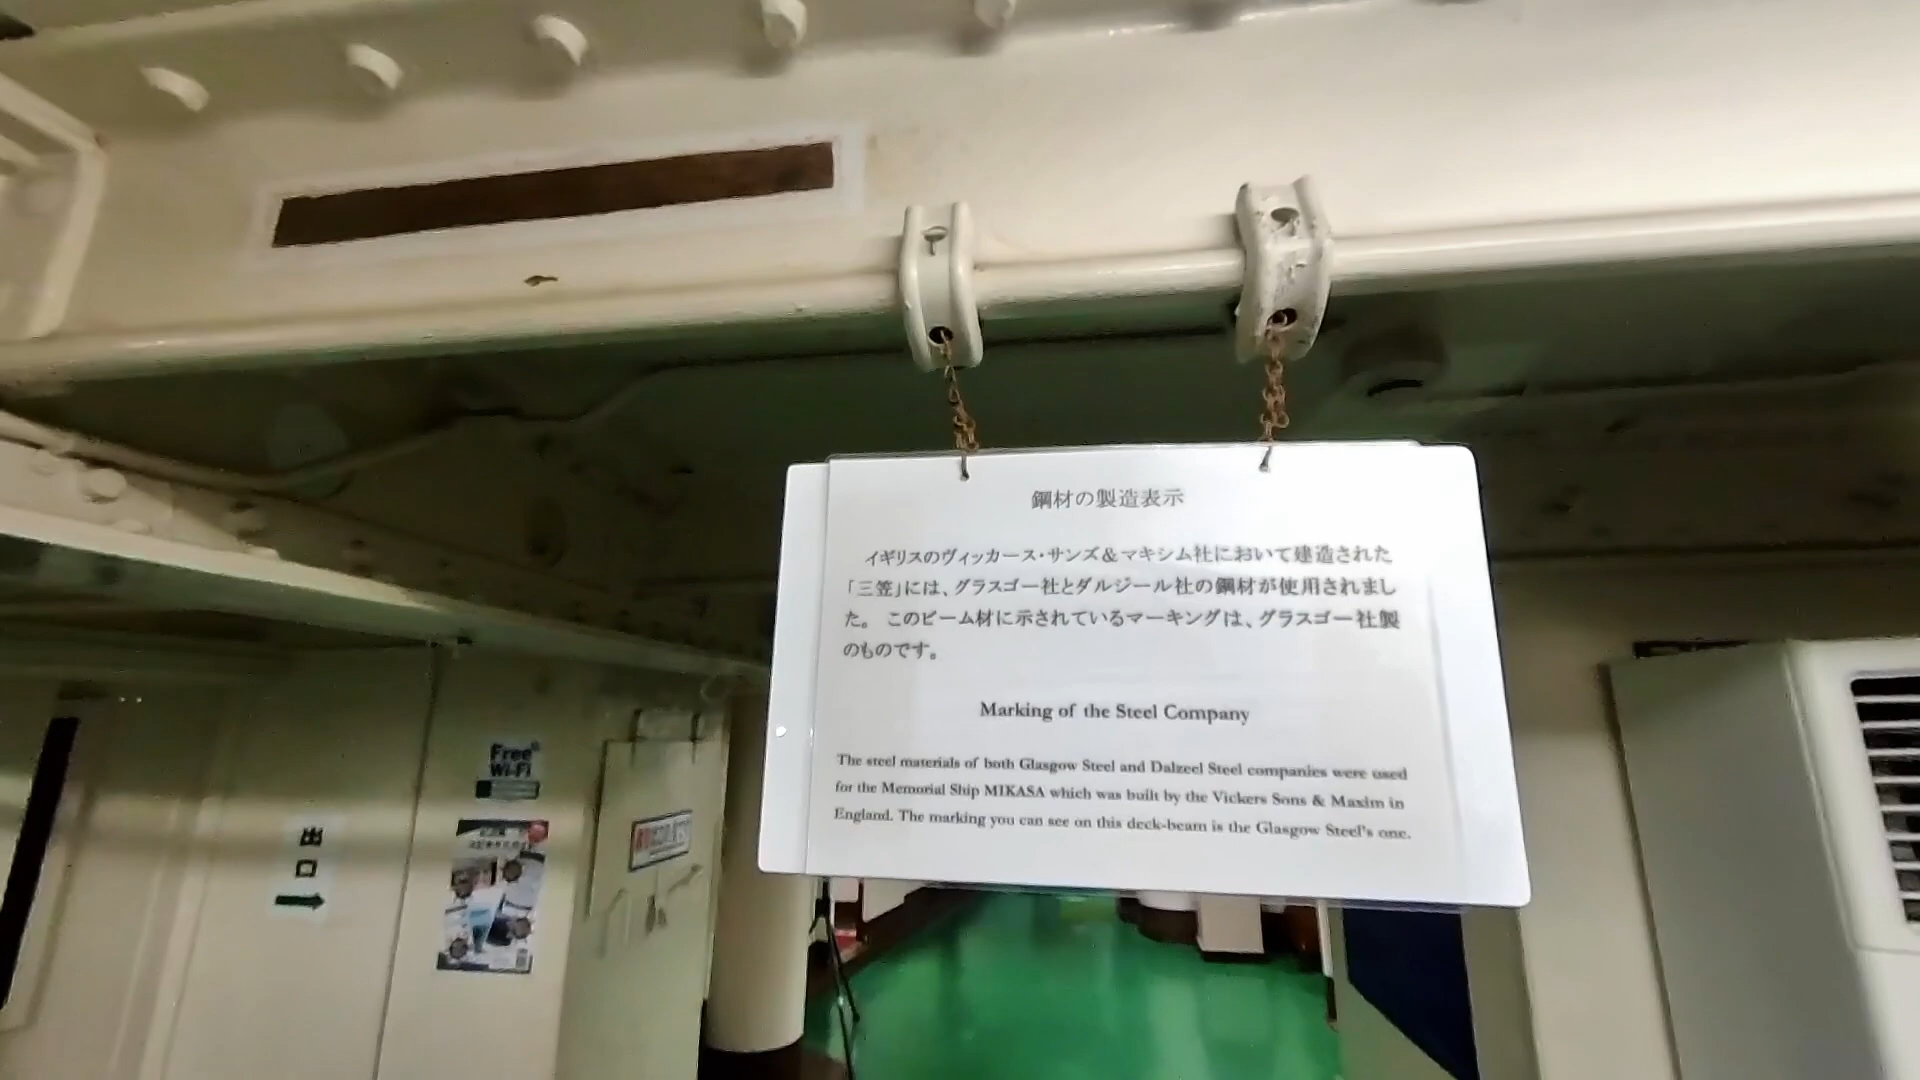 鋼材の製造表示
イギリスのヴィッカース・サンズ&マキシム社において建造された
「三笠」には、グラスゴー社とダルジール社の鋼材が使用されまし
た。 このビーム材に示されているマーキングは、グラスゴー社製
のものです。
Marking of the Steel Company
The steel materials of both Glasgow Steel and Dalzeel Steel companies were used
for the Memorial Ship MIKASA which was built by the Vickers Sons & Maxim in
England. The marking you can see on this deck-beam is the Glasgow Steel's one.
Free
Wi-Fi
出
口